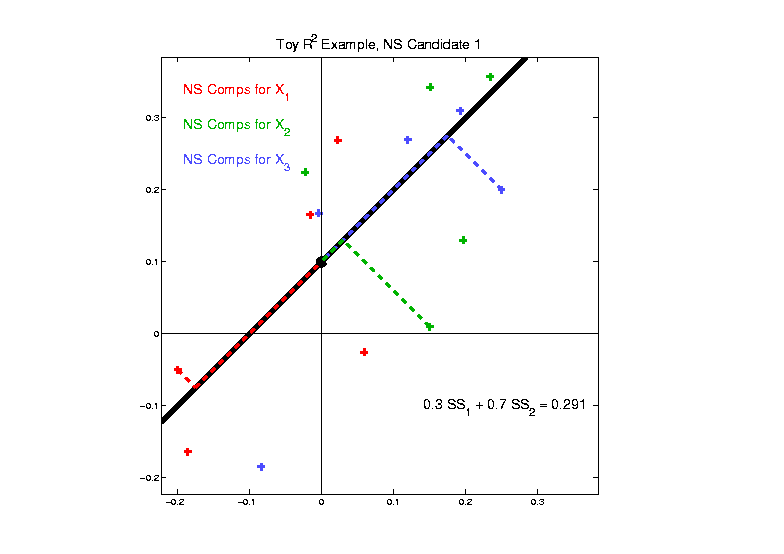 Toy R² Example, NS Candidate 1
NS Comps for X₁
NS Comps for X₂
NS Comps for X₃
0.3 SS₁ + 0.7 SS₂ = 0.291
0.3
0.2
0.1
0
−0.1
−0.2
−0.2 −0.1 0 0.1 0.2 0.3